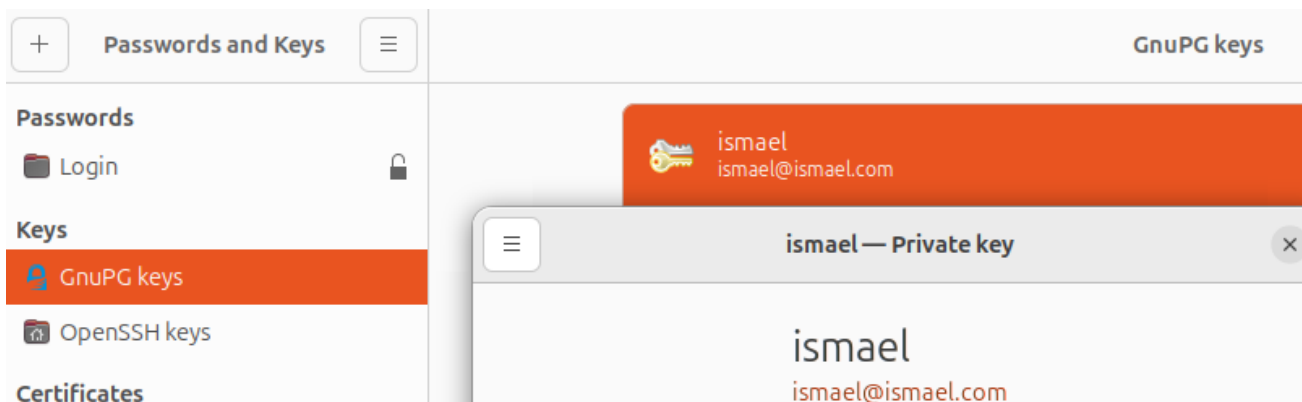 Passwords and Keys
GnuPG keys
Passwords
Login
Keys
GnuPG keys
OpenSSH keys
Certificates
ismael
ismael@ismael.com
ismael — Private key
ismael
ismael@ismael.com